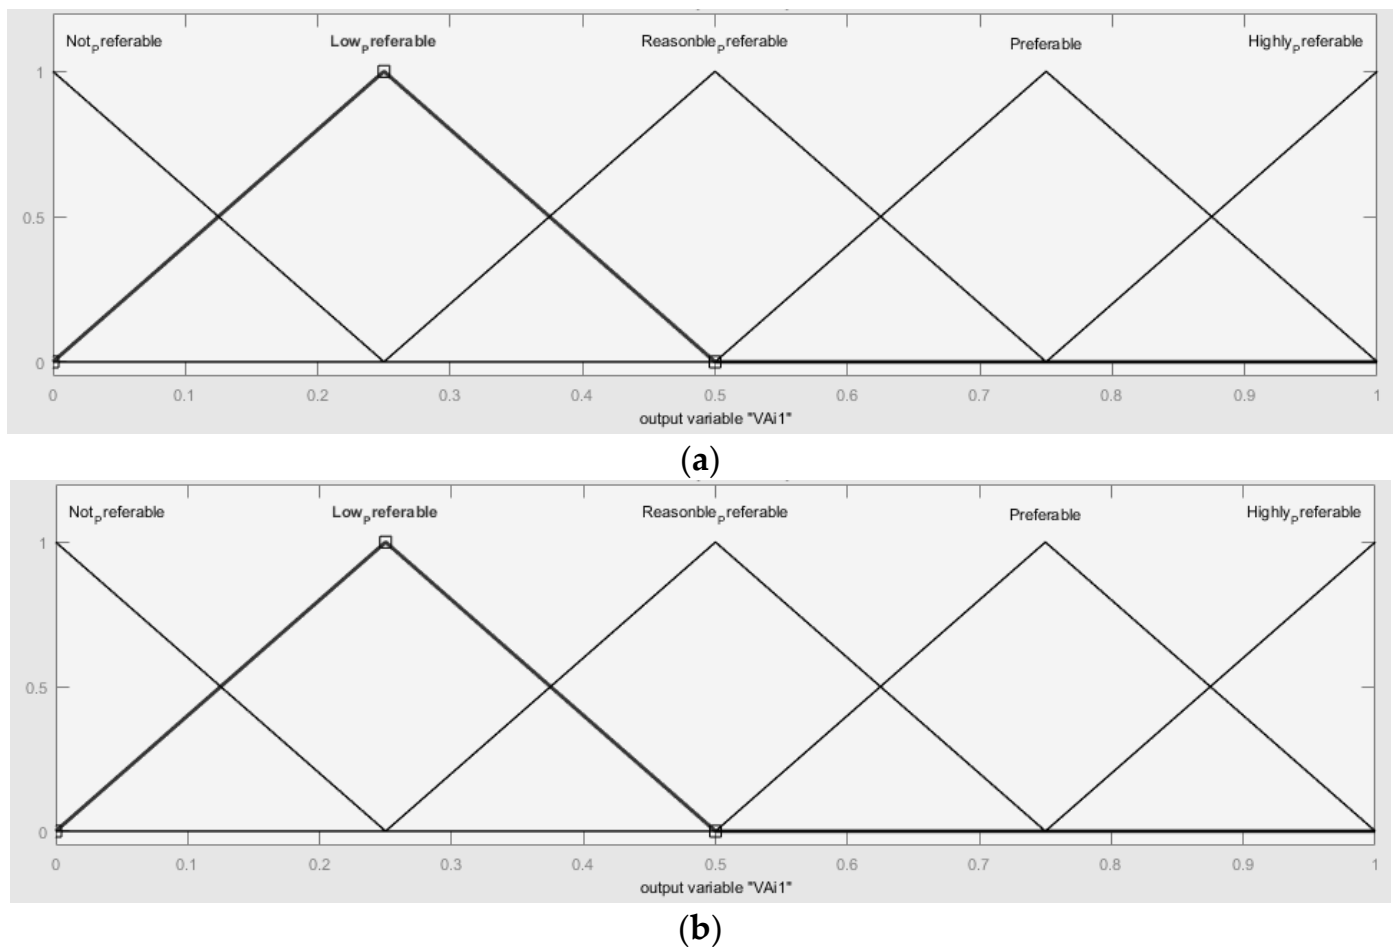 Not_Preferable Low_Preferable Reasonble_Preferable Preferable Highly_Preferable
1
0.5
0
0 0.1 0.2 0.3 0.4 0.5 0.6 0.7 0.8 0.9 1
output variable "VAi1"
(a)
Not_Preferable Low_Preferable Reasonble_Preferable Preferable Highly_Preferable
1
0.5
0
0 0.1 0.2 0.3 0.4 0.5 0.6 0.7 0.8 0.9 1
output variable "VAi1"
(b)